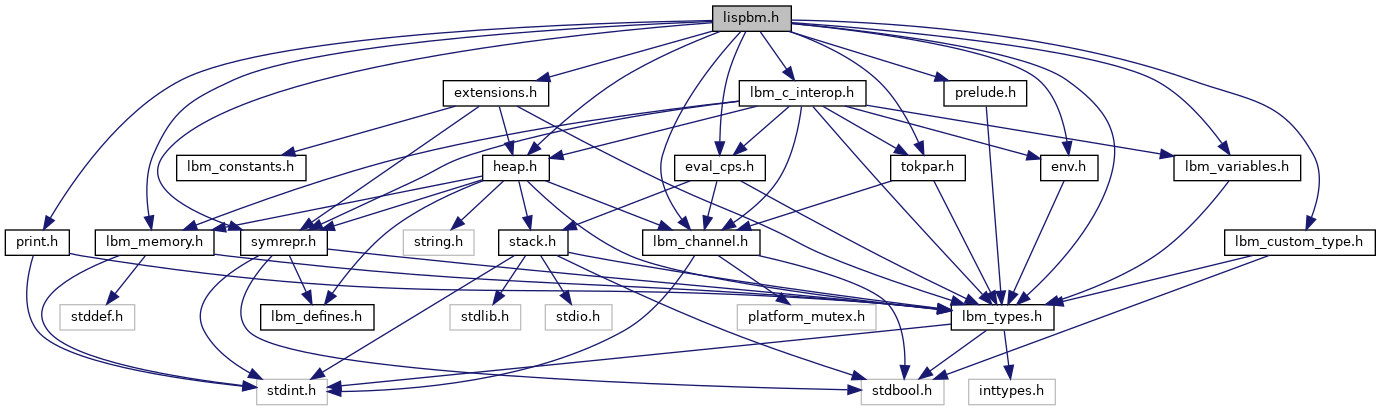 lispbm.h
extensions.h
lbm_c_interop.h
prelude.h
lbm_constants.h
heap.h
eval_cps.h
tokpar.h
env.h
lbm_variables.h
print.h
lbm_memory.h
symrepr.h
string.h
stack.h
lbm_channel.h
lbm_custom_type.h
stddef.h
lbm_defines.h
stdlib.h
stdio.h
platform_mutex.h
lbm_types.h
stdint.h
stdbool.h
inttypes.h